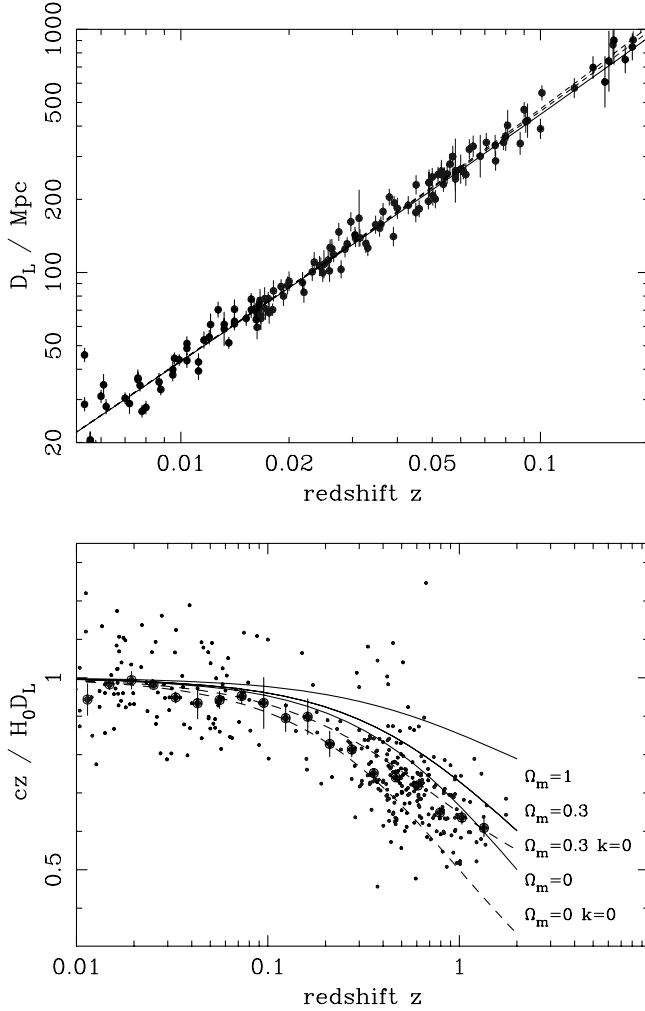 1000
500
200
100
50
20
D_L / Mpc
0.01 0.02 0.05 0.1
redshift z
1
0.5
cz / H_0D_L
Ω_m=1
Ω_m=0.3
Ω_m=0.3 k=0
Ω_m=0
Ω_m=0 k=0
0.01 0.1 1
redshift z